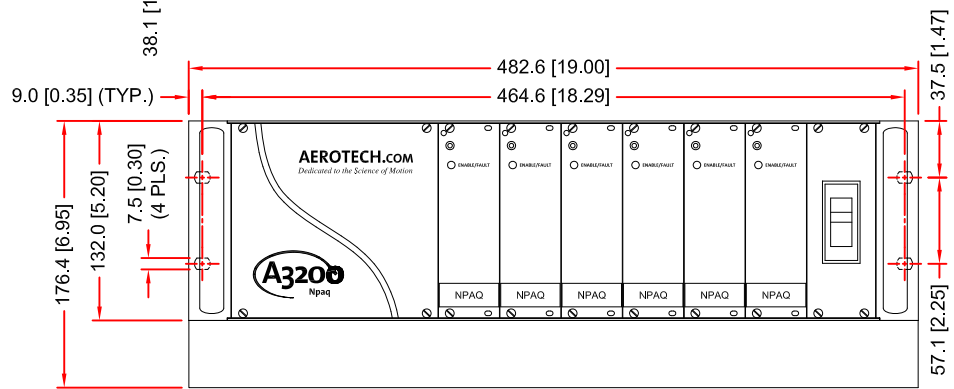 38.1 [1
482.6 [19.00]
37.5 [1.47]
9.0 [0.35] (TYP.)
464.6 [18.29]
AEROTECH.COM
Dedicated to the Science of Motion
ENABLE/FAULT
ENABLE/FAULT
ENABLE/FAULT
ENABLE/FAULT
ENABLE/FAULT
ENABLE/FAULT
176.4 [6.95]
132.0 [5.20]
7.5 [0.30]
(4 PLS.)
A3200
Npaq
NPAQ
NPAQ
NPAQ
NPAQ
NPAQ
NPAQ
57.1 [2.25]